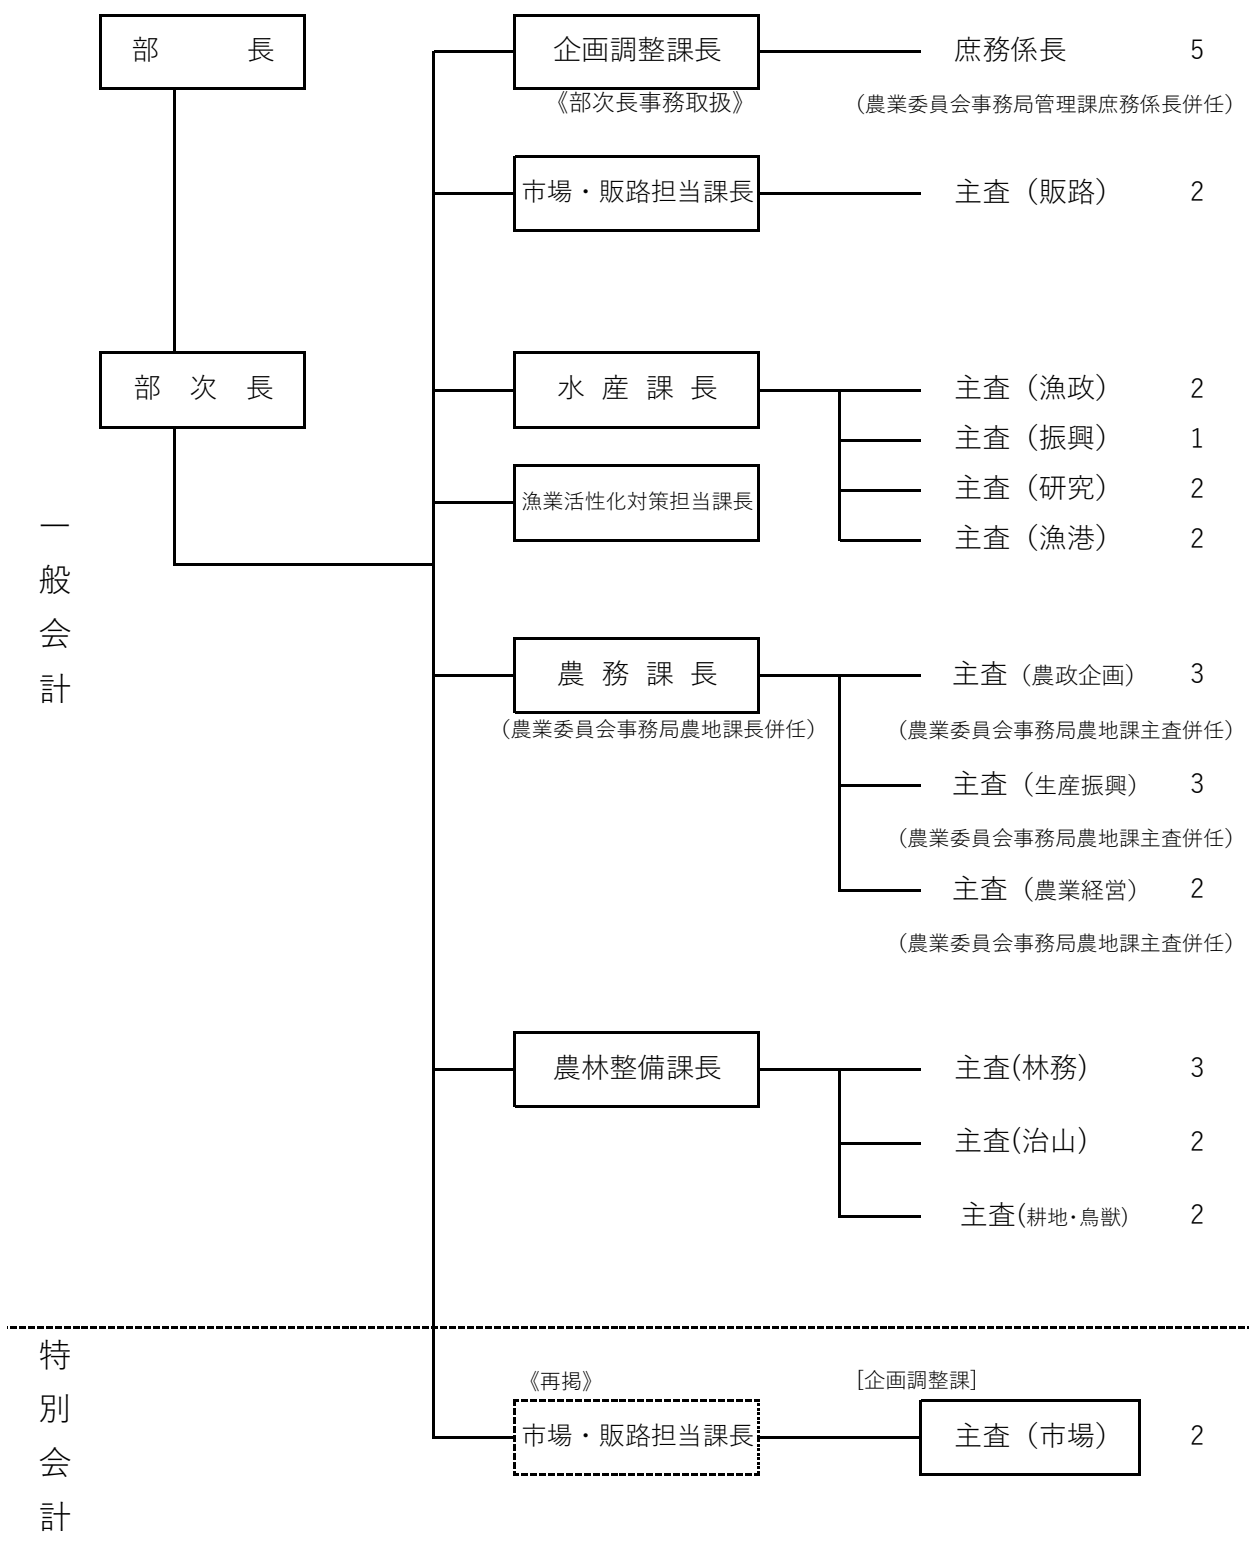 部 長
企画調整課長
庶務係長 5
《部次長事務取扱》
(農業委員会事務局管理課庶務係長併任)
市場・販路担当課長
主査（販路） 2
部 次 長
水 産 課 長
主査（漁政） 2
主査（振興） 1
主査（研究） 2
主査（漁港） 2
漁業活性化対策担当課長
一般会計
農 務 課 長
(農業委員会事務局農地課長併任)
主査（農政企画） 3
(農業委員会事務局農地課主査併任)
主査（生産振興） 3
(農業委員会事務局農地課主査併任)
主査（農業経営） 2
(農業委員会事務局農地課主査併任)
農林整備課長
主査(林務) 3
主査(治山) 2
主査(耕地･鳥獣) 2
特別会計
《再掲》
[企画調整課]
市場・販路担当課長
主査（市場） 2